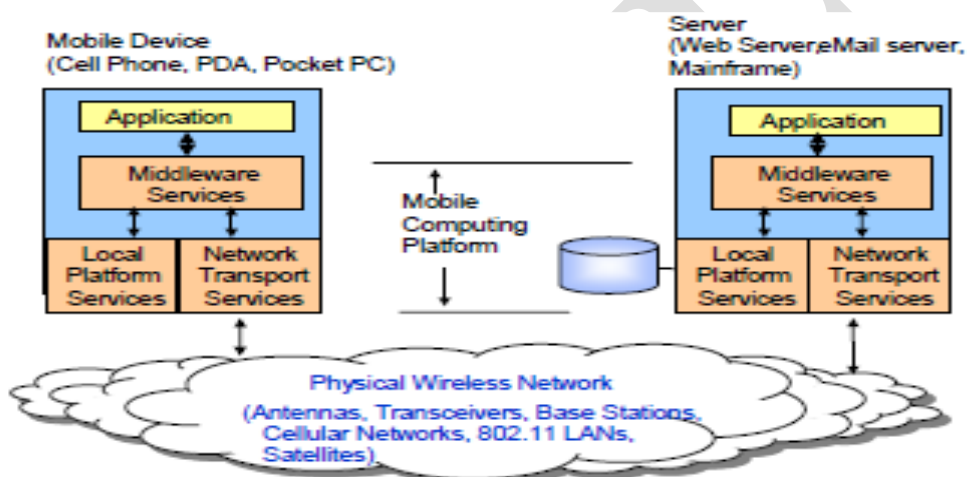 Mobile Device
(Cell Phone, PDA, Pocket PC)
Application
Middleware
Services
Local
Platform
Services
Network
Transport
Services
Mobile
Computing
Platform
Server
(Web Server,eMail server,
Mainframe)
Application
Middleware
Services
Local
Platform
Services
Network
Transport
Services
Physical Wireless Network
(Antennas, Transceivers, Base Stations,
Cellular Networks, 802.11 LANs,
Satellites)